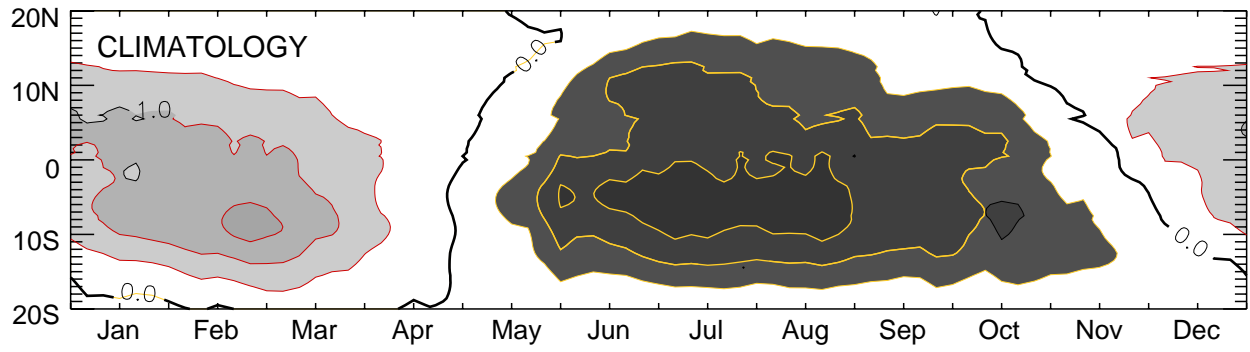 20N
CLIMATOLOGY
0.0
1.0
10N
0
10S
0.0
0.0
20S
Jan Feb Mar Apr May Jun Jul Aug Sep Oct Nov Dec